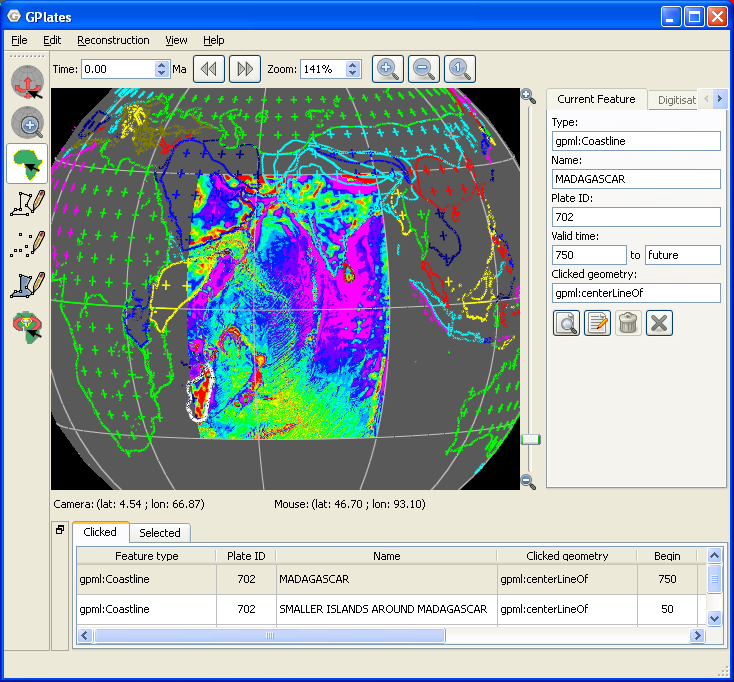 GPlates
File Edit Reconstruction View Help
Time: 0.00 Ma Zoom: 141%
Current Feature Digitisat
Type:
gpml:Coastline
Name:
MADAGASCAR
Plate ID:
702
Valid time:
750 to future
Clicked geometry:
gpml:centerLineOf
Camera: (lat: 4.54 ; lon: 66.87) Mouse: (lat: 46.70 ; lon: 93.10)
Clicked Selected
Feature type Plate ID Name Clicked geometry Begin
gpml:Coastline 702 MADAGASCAR gpml:centerLineOf 750
gpml:Coastline 702 SMALLER ISLANDS AROUND MADAGASCAR gpml:centerLineOf 50